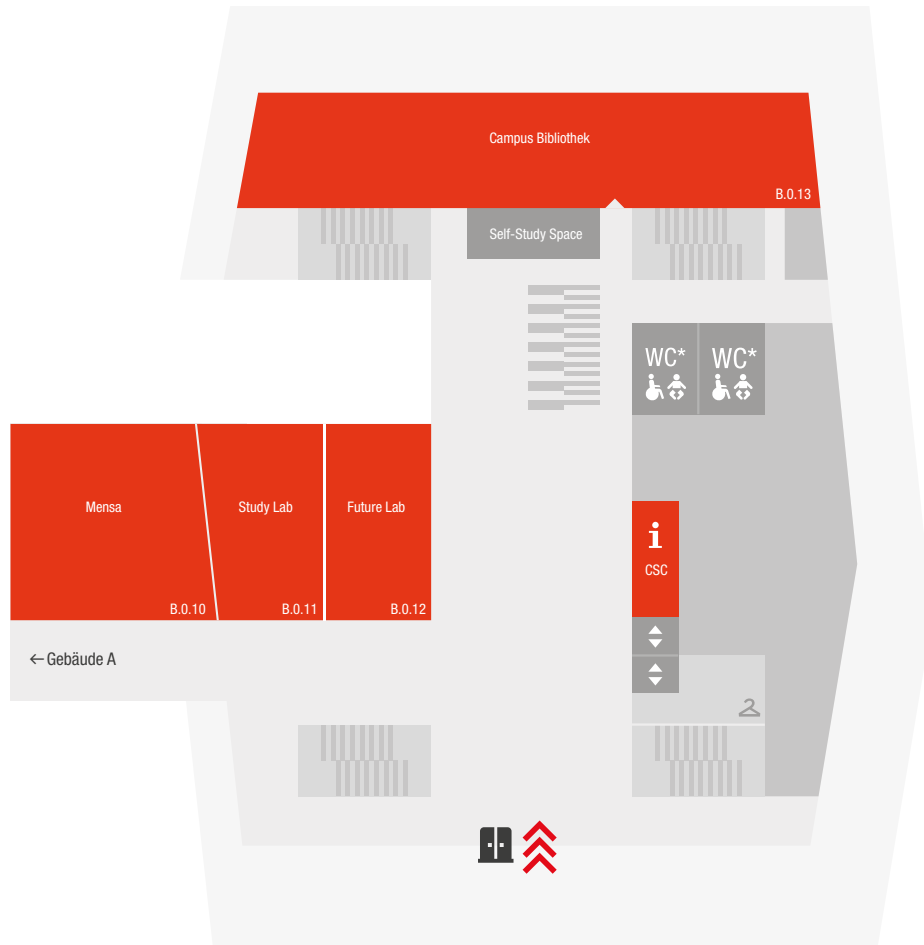 Campus Bibliothek
B.0.13
Self-Study Space
WC* WC*
Mensa
Study Lab
Future Lab
i
CSC
B.0.10
B.0.11
B.0.12
←Gebäude A